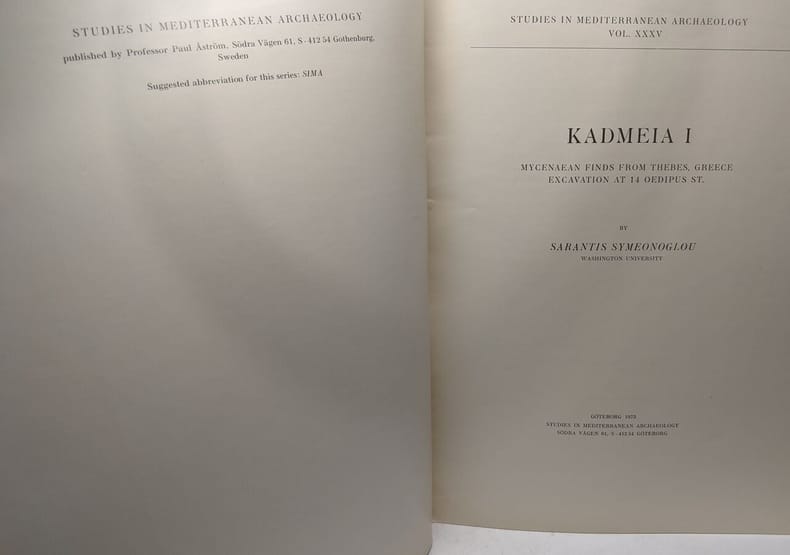 STUDIES IN MEDITERRANEAN ARCHAEOLOGY
published by Professor Paul Åström, Södra Vägen 61, S-412 54 Gothenburg,
Sweden
Suggested abbreviation for this series: SIMA
STUDIES IN MEDITERRANEAN ARCHAEOLOGY
VOL. XXXV
KADMEIA I
MYCENAEAN FINDS FROM THEBES, GREECE
EXCAVATION AT 14 OEDIPUS ST.
BY
SARANTIS SYMEONOGLOU
WASHINGTON UNIVERSITY
GÖTEBORG 1973
STUDIES IN MEDITERRANEAN ARCHAEOLOGY
SÖDRA VÄGEN 61, S-412 54 GÖTEBORG